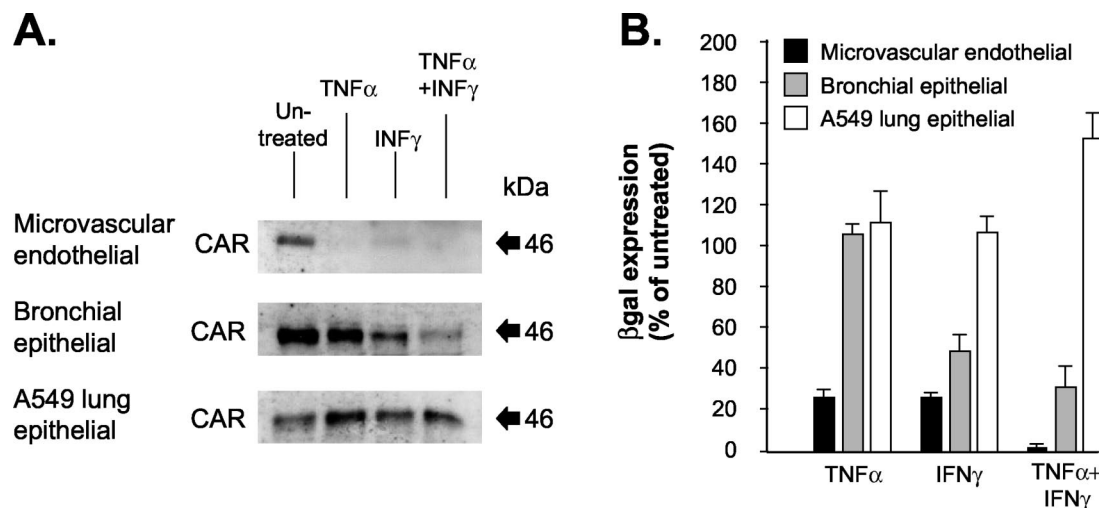 A.
Un-
treated
TNFα
INFγ
TNFα
+INFγ
kDa
Microvascular
endothelial
CAR
46
Bronchial
epithelial
CAR
46
A549 lung
epithelial
CAR
46
B.
βgal expression
(% of untreated)
200
180
160
140
120
100
80
60
40
20
0
Microvascular endothelial
Bronchial epithelial
A549 lung epithelial
TNFα
IFNγ
TNFα+
IFNγ